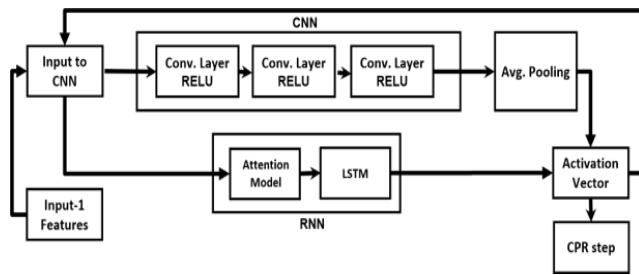 CNN
Input to
CNN
Conv. Layer
RELU
Conv. Layer
RELU
Conv. Layer
RELU
Avg. Pooling
Attention
Model
LSTM
RNN
Activation
Vector
Input-1
Features
CPR step